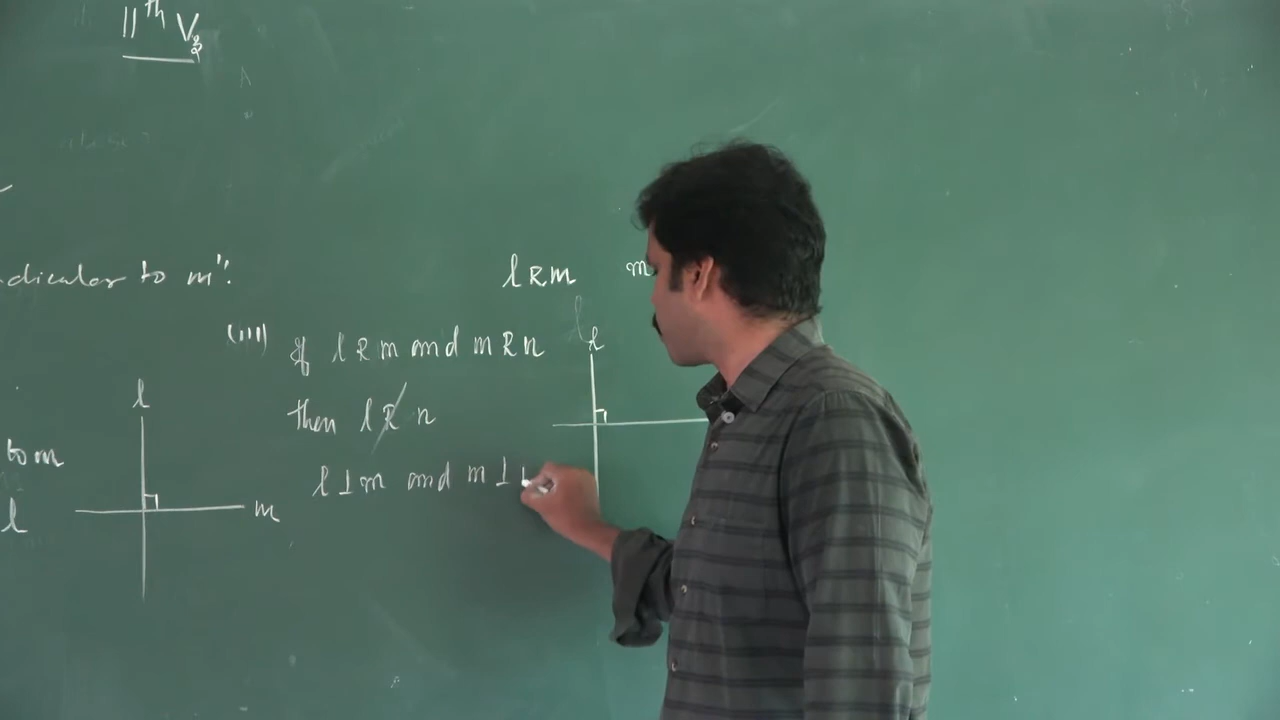 11th
dicular to m".
l R m m
(iii) If l R m and m R n
l
l
then l R n
to m
l ⊥ m and m ⊥
l
m